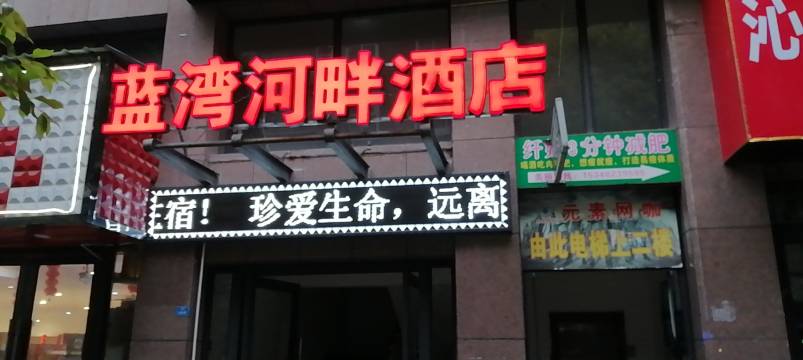 蓝湾河畔酒店
宿！ 珍爱生命，远离
分钟减肥
元素网咖
由此电梯上二楼
沁